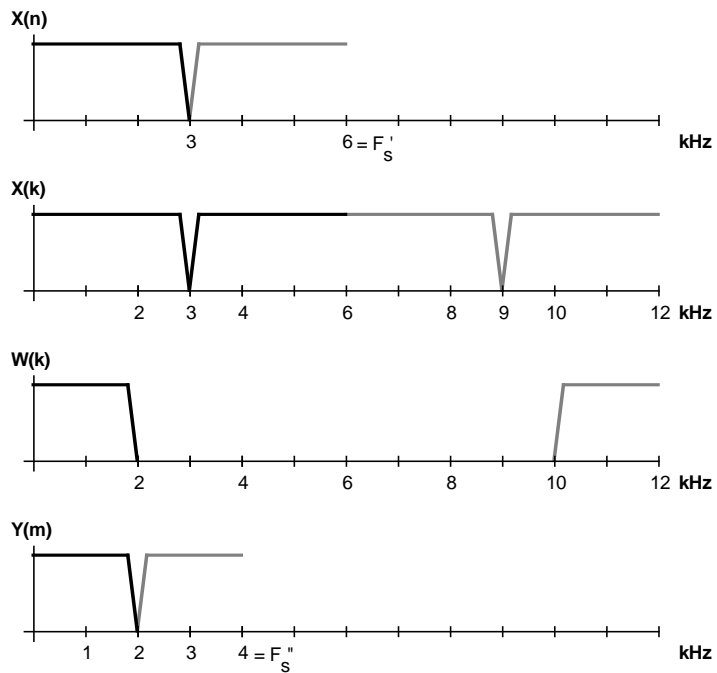 X(n)
3 6 = F_S' kHz
X(k)
2 3 4 6 8 9 10 12 kHz
W(k)
2 4 6 8 10 12 kHz
Y(m)
1 2 3 4 = F_S" kHz